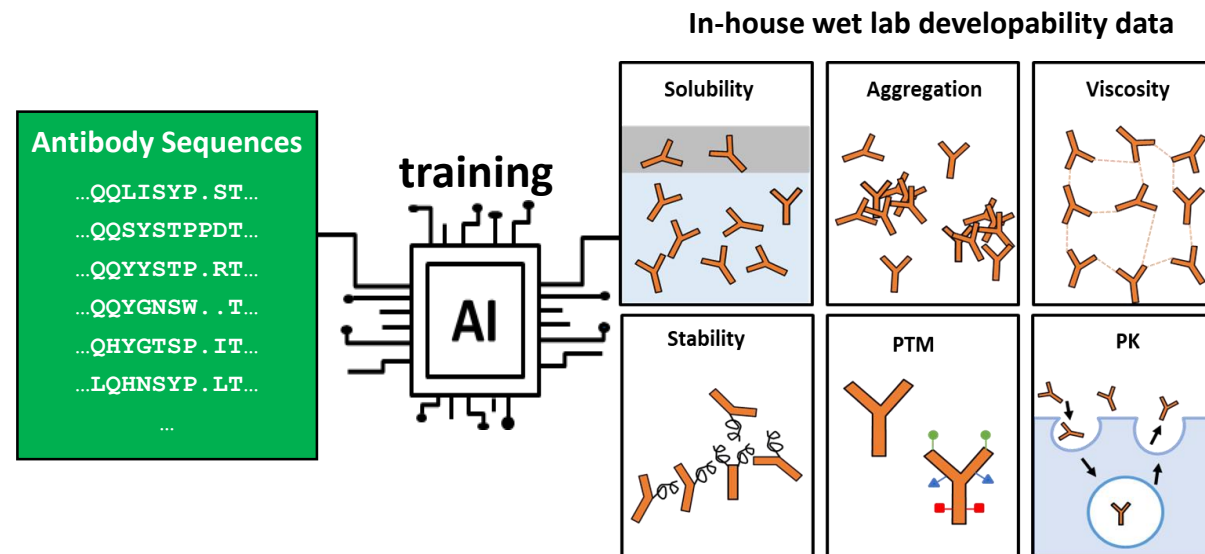 In-house wet lab developability data
Antibody Sequences
...QQLISYP.ST...
...QQSYSTPPDT...
...QQYYSTP.RT...
...QQYGNSW..T...
...QHYGTSP.IT...
...LQHNSYP.LT...
...
training
AI
Solubility
Aggregation
Viscosity
Stability
PTM
PK